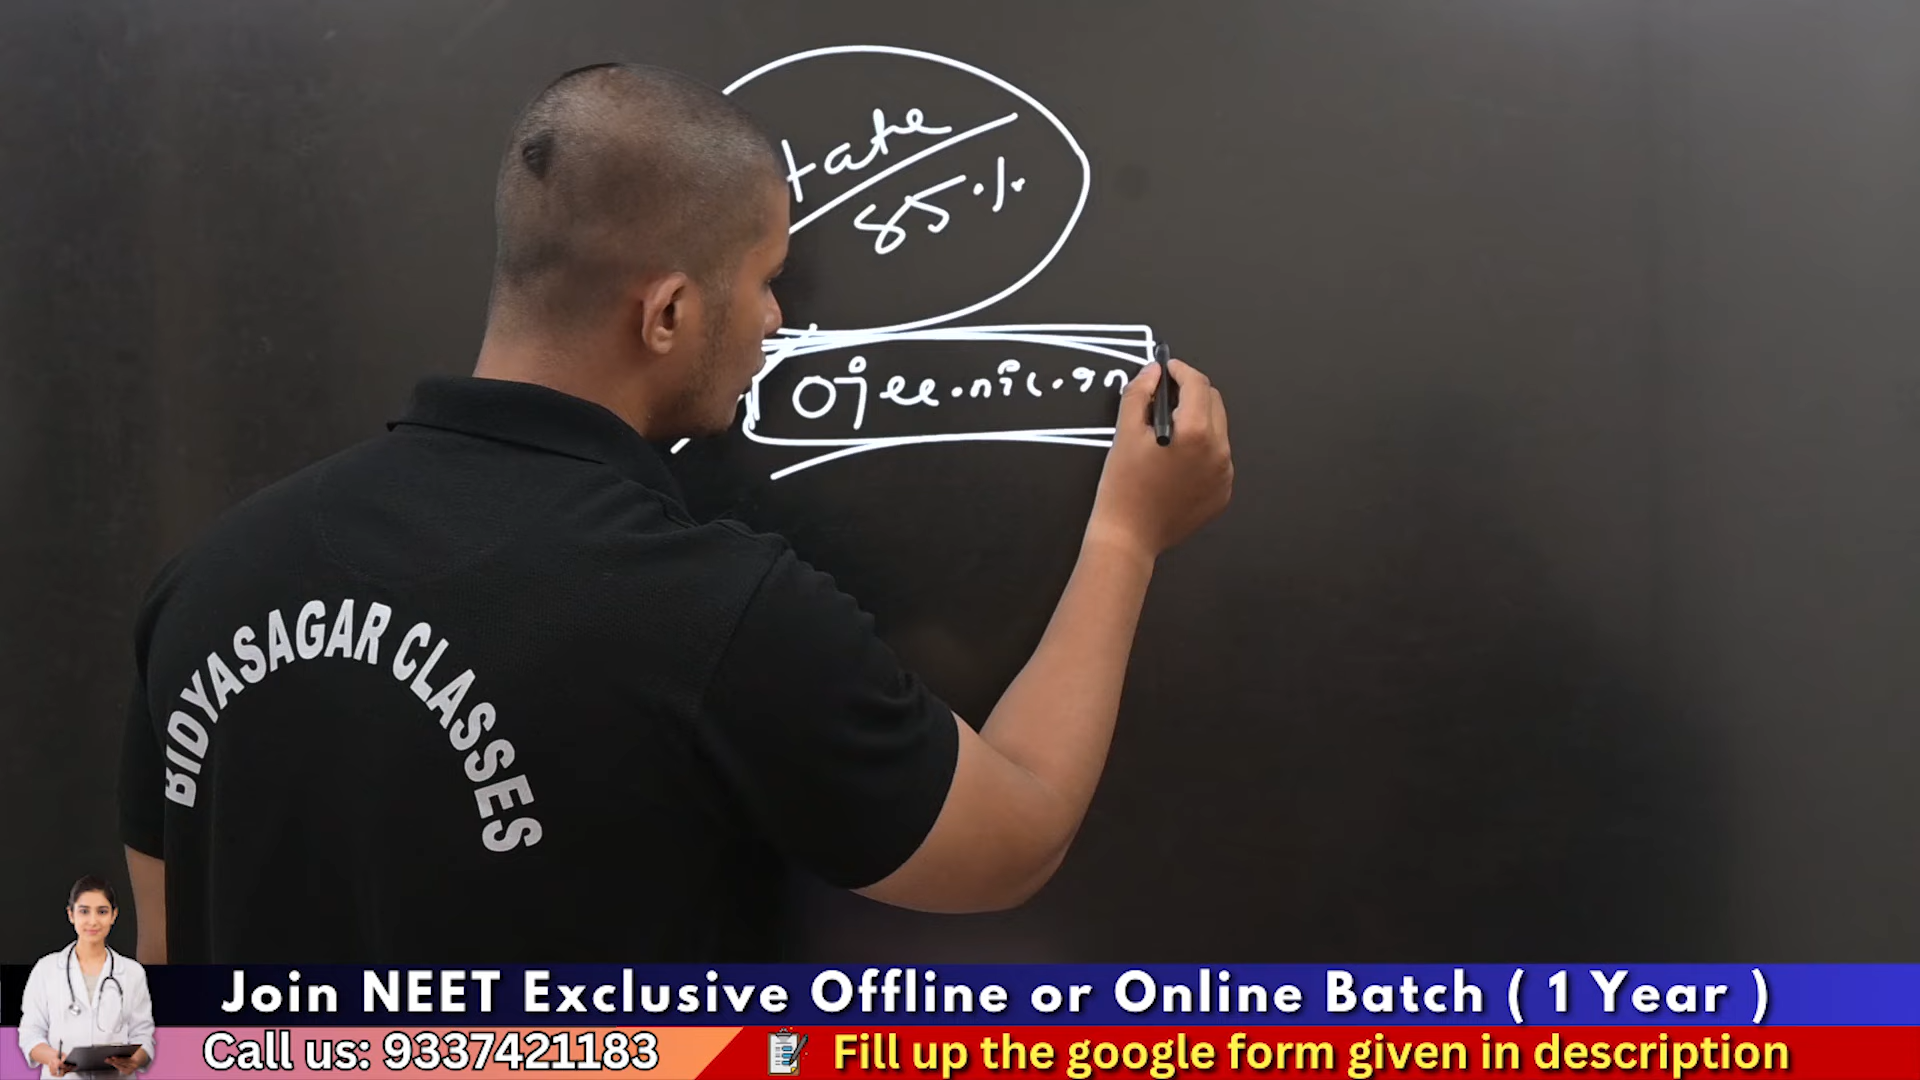 tate
85%
Ojee.nic.in
BIDYASAGAR CLASSES
Join NEET Exclusive Offline or Online Batch ( 1 Year )
Call us: 9337421183
Fill up the google form given in description